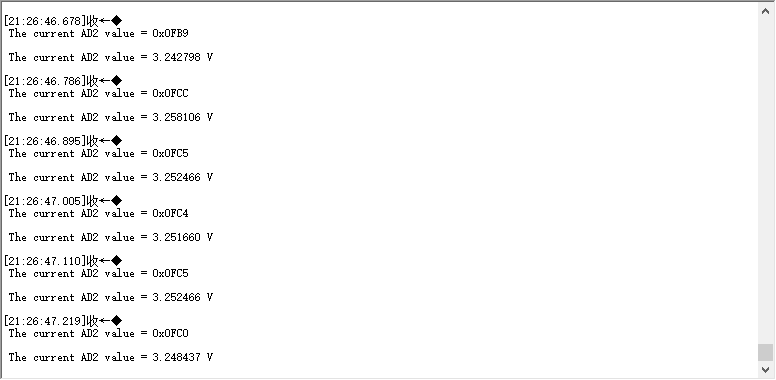 [21:26:46.678]收←◆
The current AD2 value = 0x0FB9
The current AD2 value = 3.242798 V
[21:26:46.786]收←◆
The current AD2 value = 0x0FCC
The current AD2 value = 3.258106 V
[21:26:46.895]收←◆
The current AD2 value = 0x0FC5
The current AD2 value = 3.252466 V
[21:26:47.005]收←◆
The current AD2 value = 0x0FC4
The current AD2 value = 3.251660 V
[21:26:47.110]收←◆
The current AD2 value = 0x0FC5
The current AD2 value = 3.252466 V
[21:26:47.219]收←◆
The current AD2 value = 0x0FC0
The current AD2 value = 3.248437 V